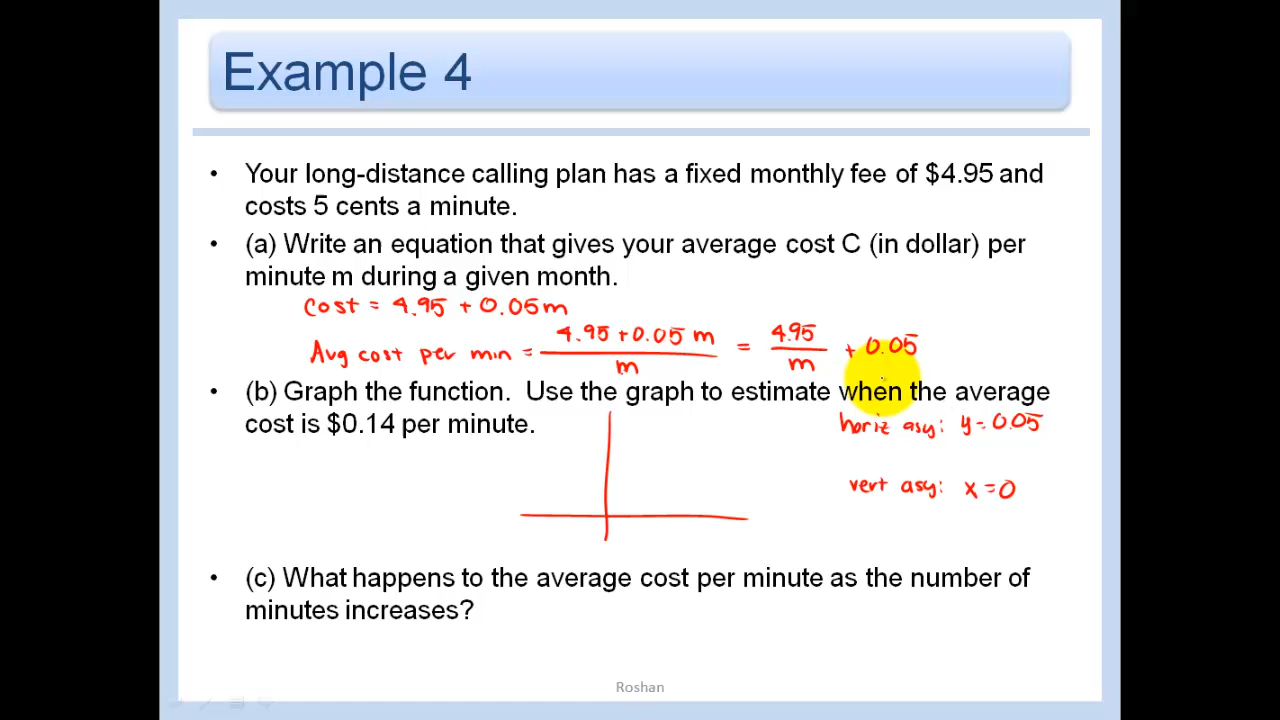 Example 4
• Your long-distance calling plan has a fixed monthly fee of $4.95 and
costs 5 cents a minute.
• (a) Write an equation that gives your average cost C (in dollar) per
minute m during a given month.
Cost = 4.95 + 0.05m
Avg cost per min = (4.95 + 0.05 m)/m = 4.95/m + 0.05
• (b) Graph the function. Use the graph to estimate when the average
cost is $0.14 per minute.
horiz asy: y = 0.05
vert asy: x = 0
• (c) What happens to the average cost per minute as the number of
minutes increases?
Roshan